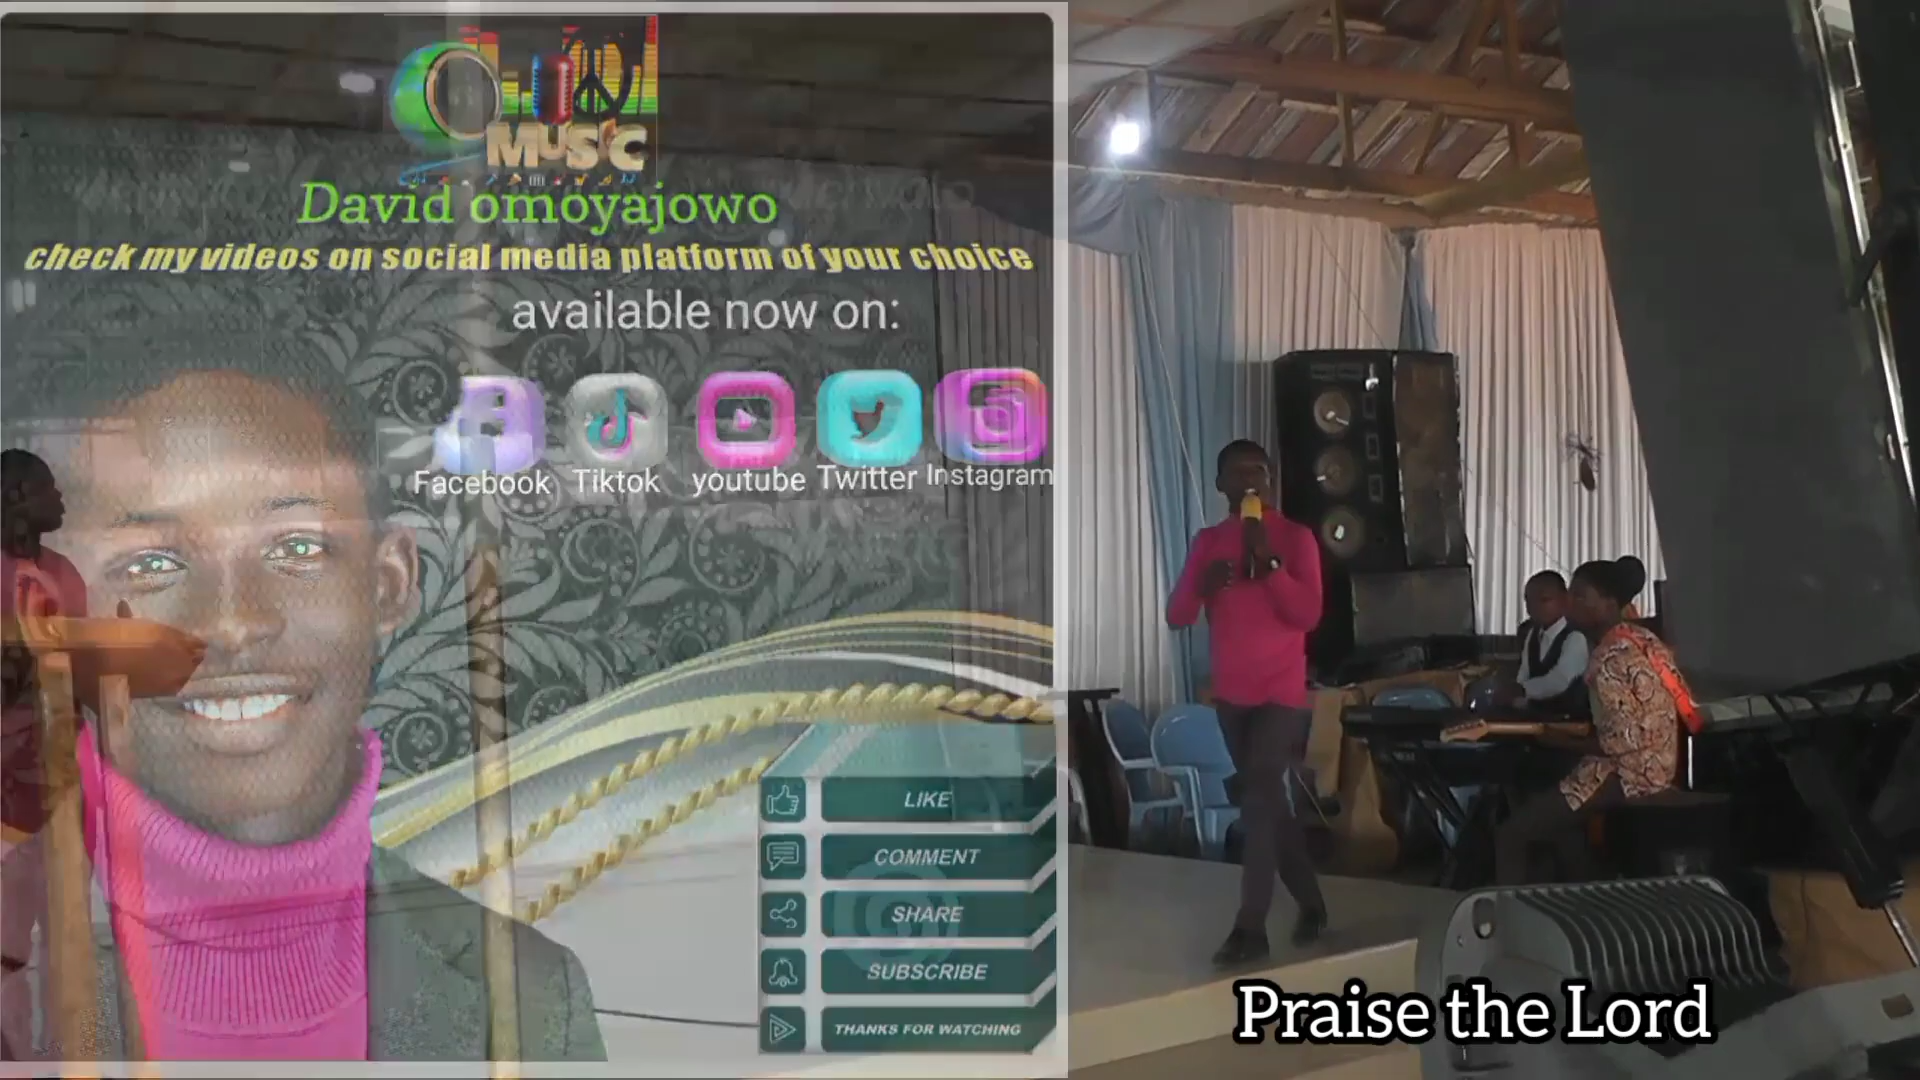 MUSIC
David omoyajowo
check my videos on social media platform of your choice
available now on:
Facebook Tiktok youtube Twitter Instagram
LIKE
COMMENT
SHARE
SUBSCRIBE
THANKS FOR WATCHING
Praise the Lord